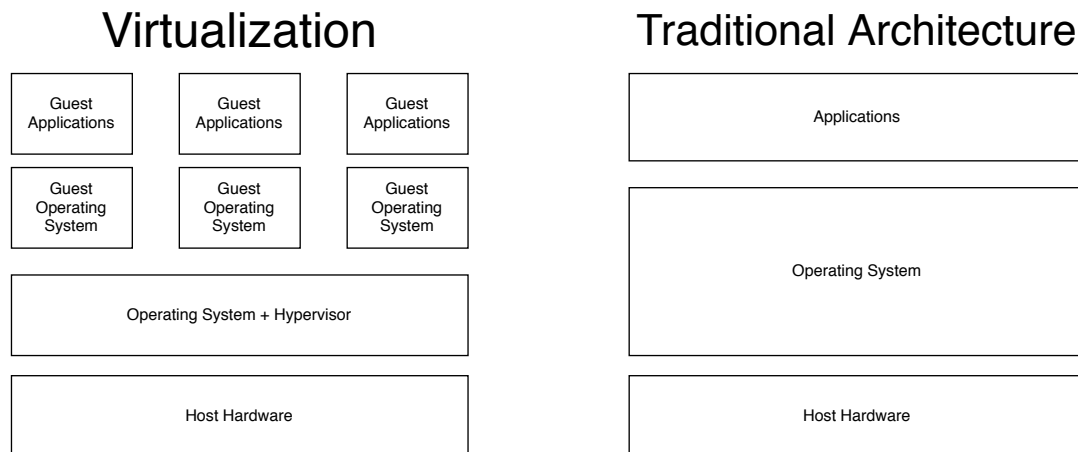 Virtualization
Guest
Applications
Guest
Applications
Guest
Applications
Guest
Operating
System
Guest
Operating
System
Guest
Operating
System
Operating System + Hypervisor
Host Hardware
Traditional Architecture
Applications
Operating System
Host Hardware